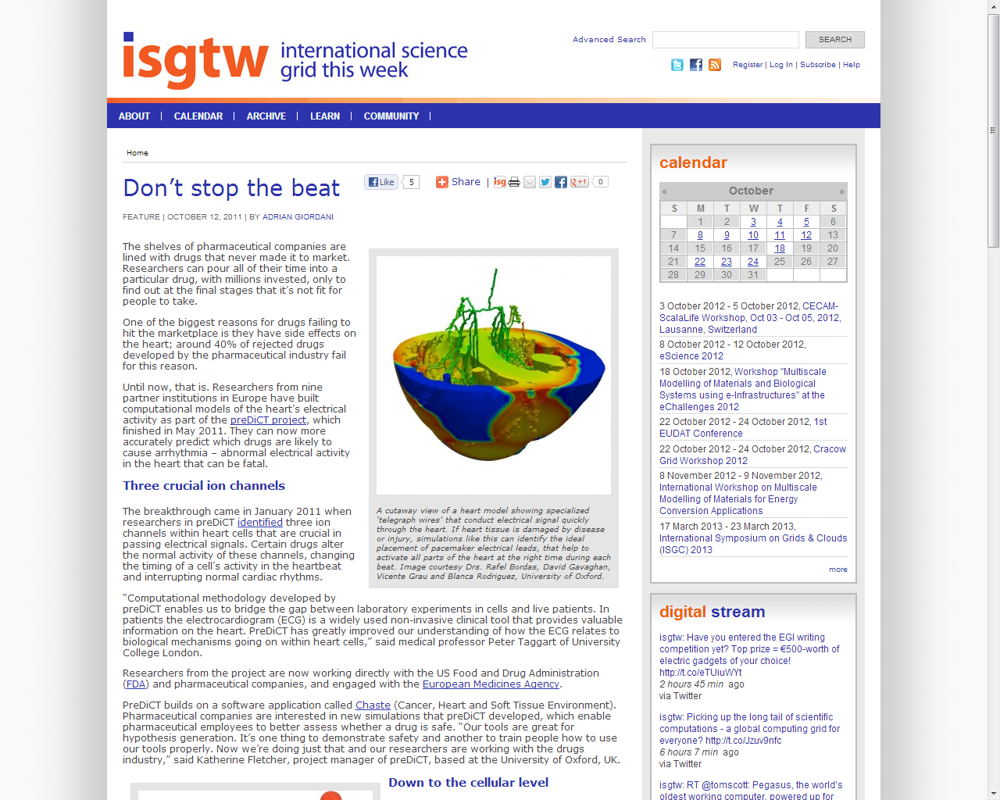 isgtw international science
grid this week
Advanced Search
SEARCH
Register | Log In | Subscribe | Help
ABOUT | CALENDAR | ARCHIVE | LEARN | COMMUNITY |
Home
Don’t stop the beat
Like 5
Share | isg +1 0
FEATURE | OCTOBER 12, 2011 | BY ADRIAN GIORDANI
The shelves of pharmaceutical companies are
lined with drugs that never made it to market.
Researchers can pour all of their time into a
particular drug, with millions invested, only to
find out at the final stages that it’s not fit for
people to take.
One of the biggest reasons for drugs failing to
hit the marketplace is they have side effects on
the heart; around 40% of rejected drugs
developed by the pharmaceutical industry fail
for this reason.
Until now, that is. Researchers from nine
partner institutions in Europe have built
computational models of the heart’s electrical
activity as part of the preDiCT project, which
finished in May 2011. They can now more
accurately predict which drugs are likely to
cause arrhythmia – abnormal electrical activity
in the heart that can be fatal.
Three crucial ion channels
The breakthrough came in January 2011 when
researchers in preDiCT identified three ion
channels within heart cells that are crucial in
passing electrical signals. Certain drugs alter
the normal activity of these channels, changing
the timing of a cell’s activity in the heartbeat
and interrupting normal cardiac rhythms.
A cutaway view of a heart model showing specialized
‘telegraph wires' that conduct electrical signal quickly
through the heart. If heart tissue is damaged by disease
or injury, simulations like this can identify the ideal
placement of pacemaker electrical leads, that help to
activate all parts of the heart at the right time during each
beat. Image courtesy Drs. Rafel Bordas, David Gavaghan,
Vicente Grau and Blanca Rodriguez, University of Oxford.
“Computational methodology developed by
preDiCT enables us to bridge the gap between laboratory experiments in cells and live patients. In
patients the electrocardiogram (ECG) is a widely used non-invasive clinical tool that provides valuable
information on the heart. PreDiCT has greatly improved our understanding of how the ECG relates to
biological mechanisms going on within heart cells,” said medical professor Peter Taggart of University
College London.
Researchers from the project are now working directly with the US Food and Drug Administration
(FDA) and pharmaceutical companies, and engaged with the European Medicines Agency.
PreDiCT builds on a software application called Chaste (Cancer, Heart and Soft Tissue Environment).
Pharmaceutical companies are interested in new simulations that preDiCT developed, which enable
pharmaceutical employees to better assess whether a drug is safe. “Our tools are great for
hypothesis generation. It’s one thing to demonstrate safety and another to train people how to use
our tools properly. Now we’re doing just that and our researchers are working with the drugs
industry,” said Katherine Fletcher, project manager of preDiCT, based at the University of Oxford, UK.
Down to the cellular level
calendar
« October »
S M T W T F S
1 2 3 4 5 6
7 8 9 10 11 12 13
14 15 16 17 18 19 20
21 22 23 24 25 26 27
28 29 30 31
3 October 2012 - 5 October 2012, CECAM-
ScalaLife Workshop, Oct 03 - Oct 05, 2012,
Lausanne, Switzerland
8 October 2012 - 12 October 2012,
eScience 2012
18 October 2012, Workshop "Multiscale
Modelling of Materials and Biological
Systems using e-Infrastructures" at the
eChallenges 2012
22 October 2012 - 24 October 2012, 1st
EUDAT Conference
22 October 2012 - 24 October 2012, Cracow
Grid Workshop 2012
8 November 2012 - 9 November 2012,
International Workshop on Multiscale
Modelling of Materials for Energy
Conversion Applications
17 March 2013 - 23 March 2013,
International Symposium on Grids & Clouds
(ISGC) 2013
more
digital stream
isgtw: Have you entered the EGI writing
competition yet? Top prize = €500-worth of
electric gadgets of your choice!
http://t.co/eTUiuWYt
2 hours 45 min ago
via Twitter
isgtw: Picking up the long tail of scientific
computations - a global computing grid for
everyone? http://t.co/Jzuv9nfc
6 hours 7 min ago
via Twitter
isgtw: RT @tomscott: Pegasus, the world’s
oldest working computer, powered up for